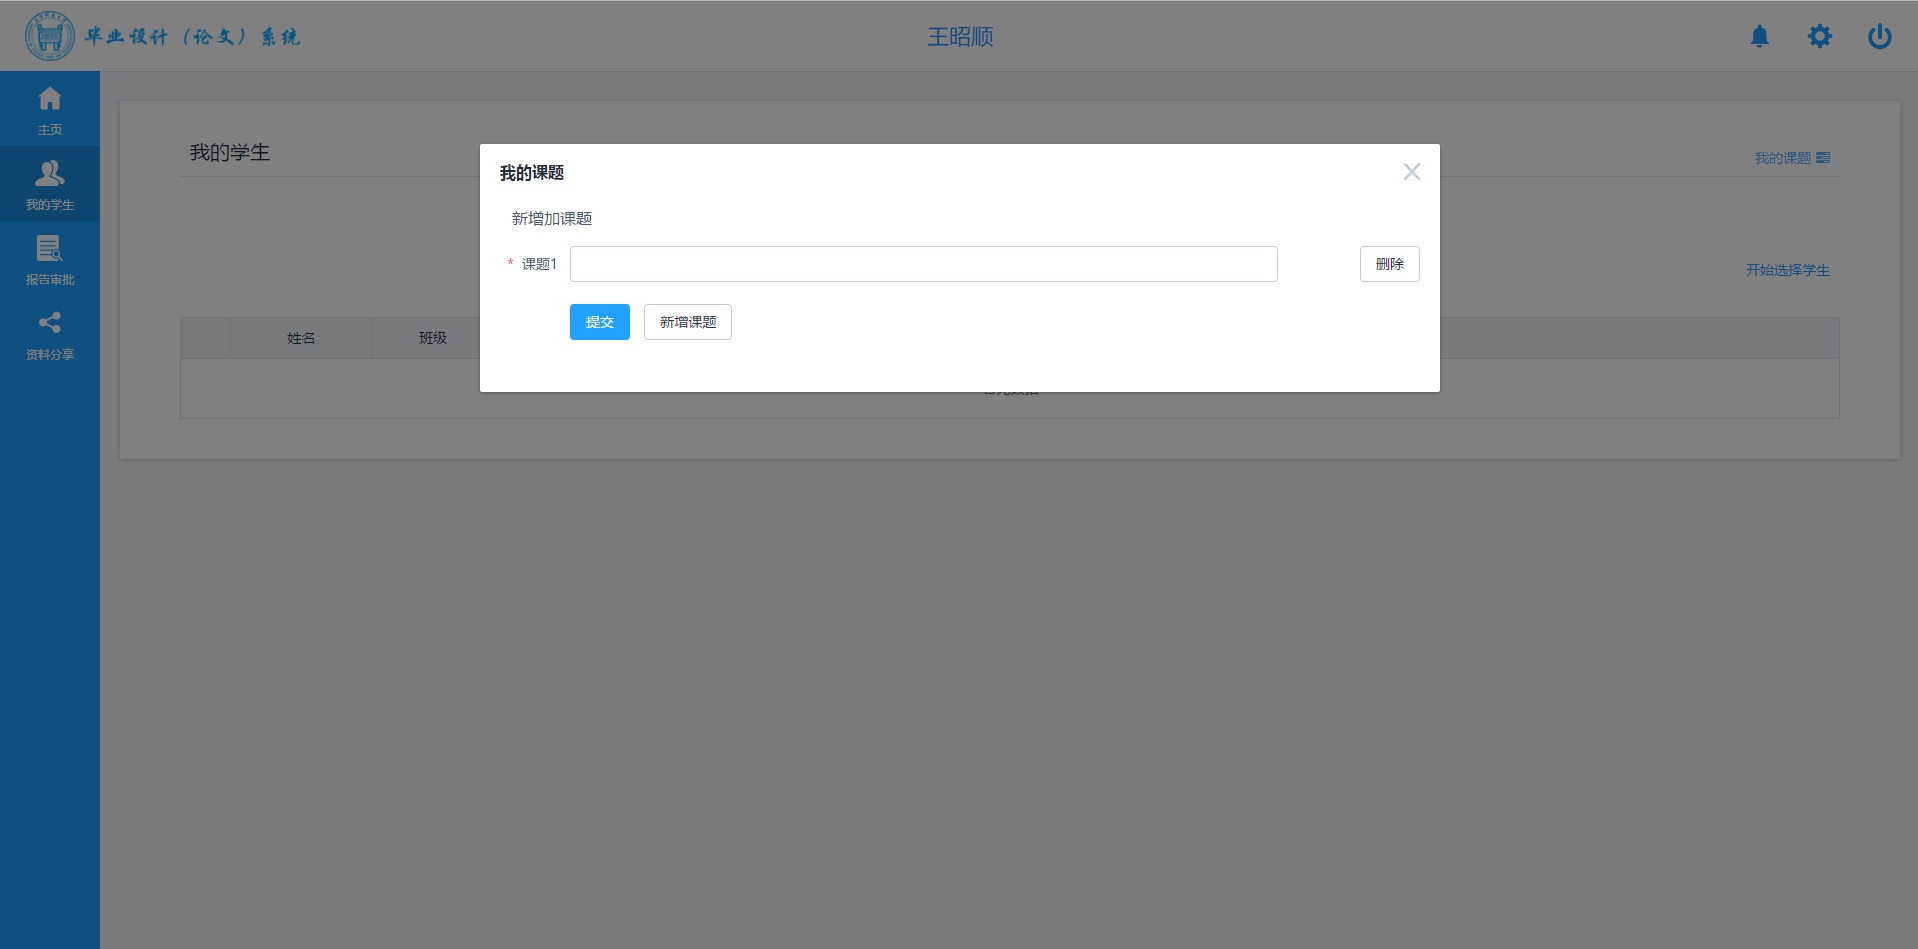 毕业设计（论文）系统
王昭顺
主页
我的学生
报告审批
资料分享
我的学生
我的课题
开始选择学生
姓名
班级
我的课题
新增加课题
* 课题1
删除
提交
新增课题